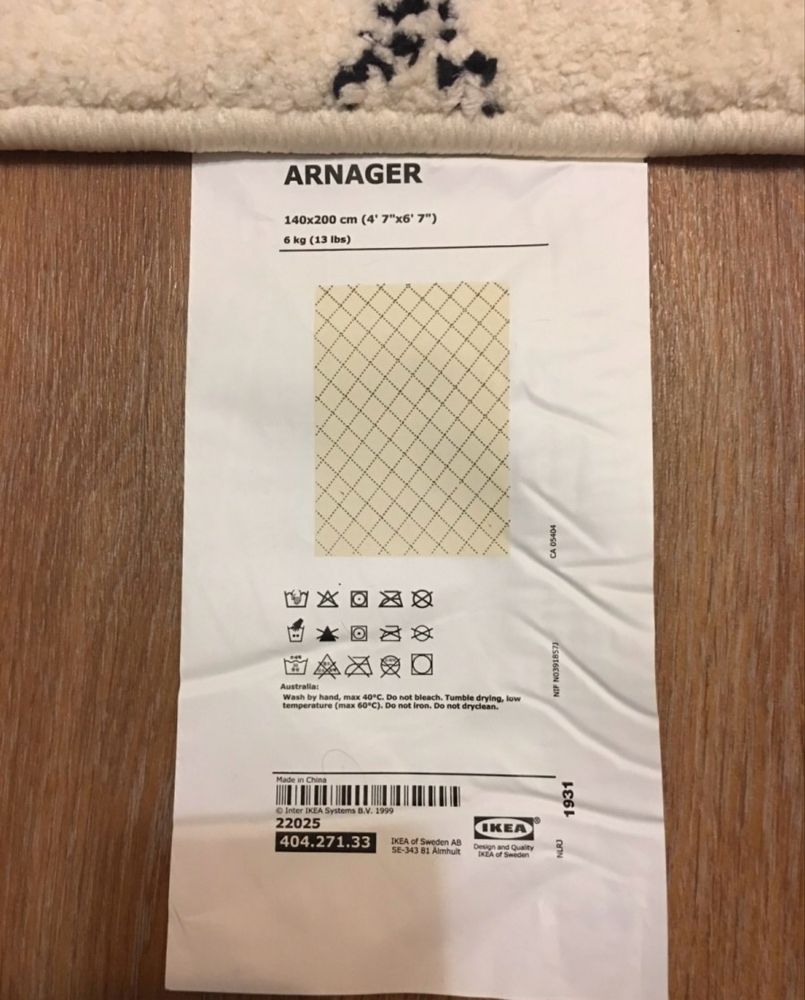 ARNAGER
140x200 cm (4' 7"x6' 7")
6 kg (13 lbs)
CA 05404
NIF N0391857J
Australia:
Wash by hand, max 40°C. Do not bleach. Tumble drying, low
temperature (max 60°C). Do not iron. Do not dryclean.
Made in China
© Inter IKEA Systems B.V. 1999
22025
404.271.33
IKEA of Sweden AB
SE-343 81 Älmhult
IKEA®
Design and Quality
IKEA of Sweden
1931
NLRJ